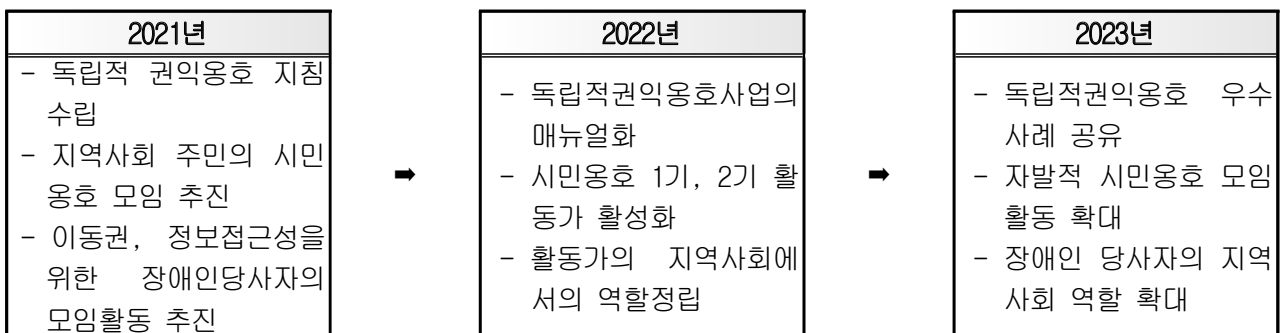 2021년
- 독립적 권익옹호 지침
수립
- 지역사회 주민의 시민
옹호 모임 추진
- 이동권, 정보접근성을
위한 장애인당사자의
모임활동 추진
➡
2022년
- 독립적권익옹호사업의
매뉴얼화
- 시민옹호 1기, 2기 활
동가 활성화
- 활동가의 지역사회에
서의 역할정립
➡
2023년
- 독립적권익옹호 우수
사례 공유
- 자발적 시민옹호 모임
활동 확대
- 장애인 당사자의 지역
사회 역할 확대